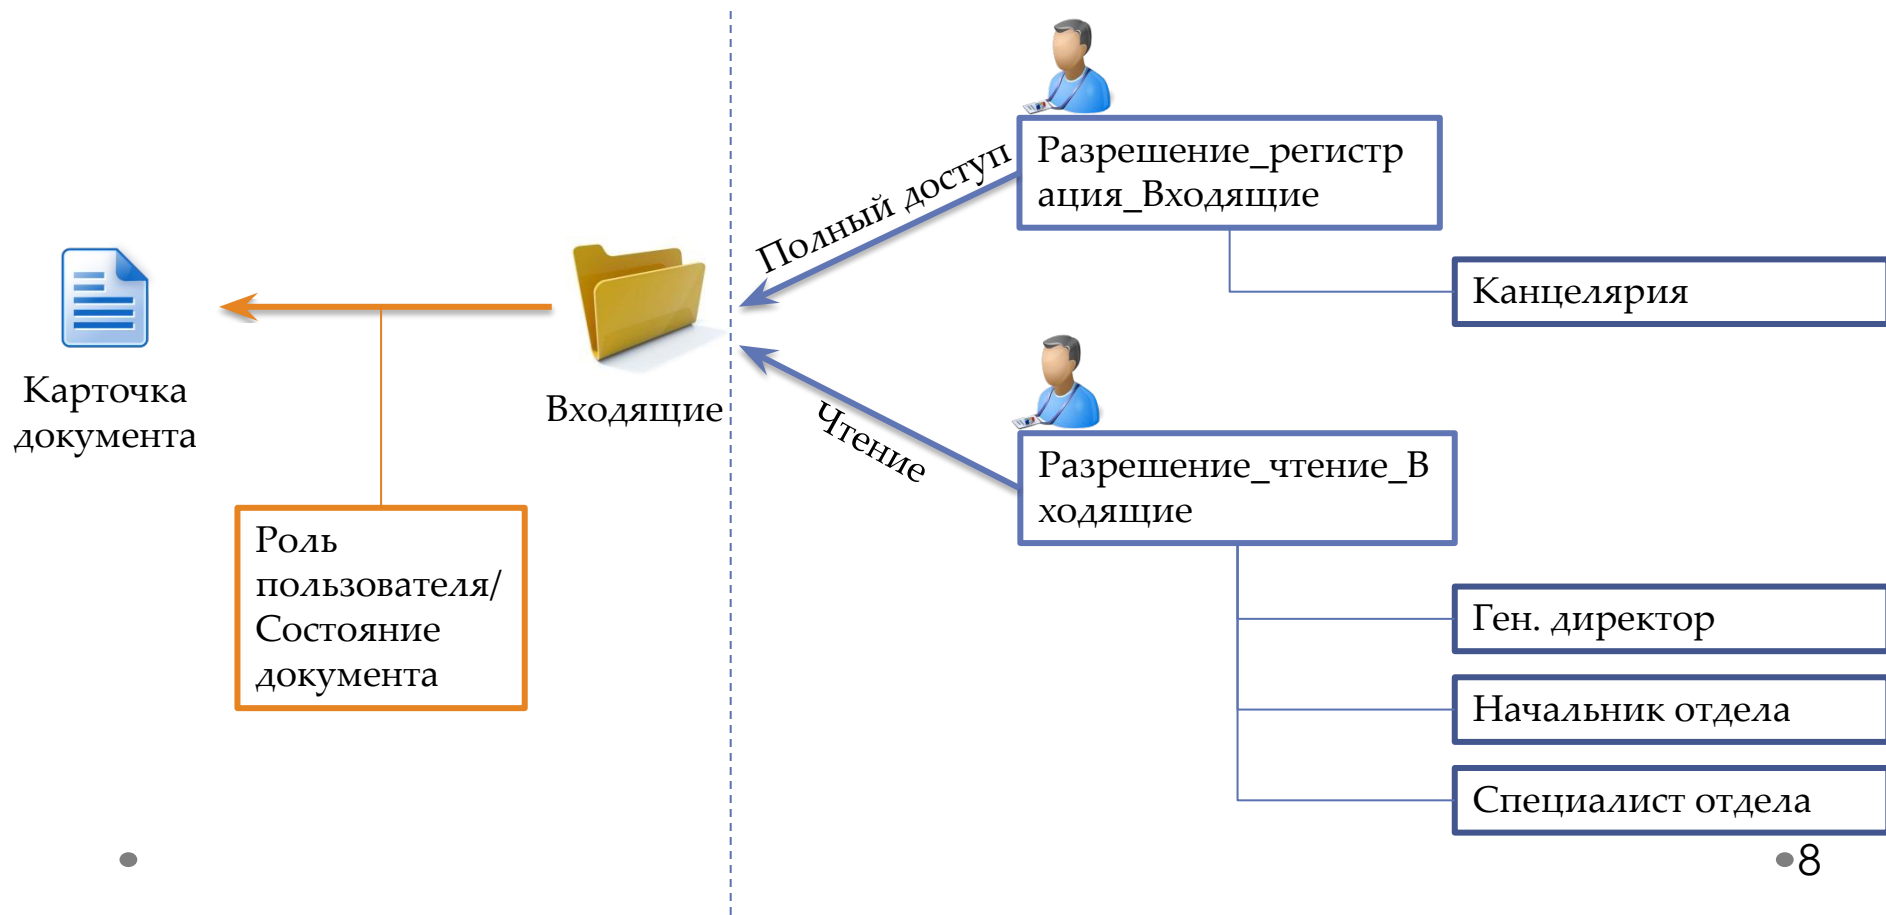 Разрешение_регистр
ация_Входящие
Полный доступ
Канцелярия
Карточка
документа
Входящие
Чтение
Разрешение_чтение_В
ходящие
Роль
пользователя/
Состояние
документа
Ген. директор
Начальник отдела
Специалист отдела
8